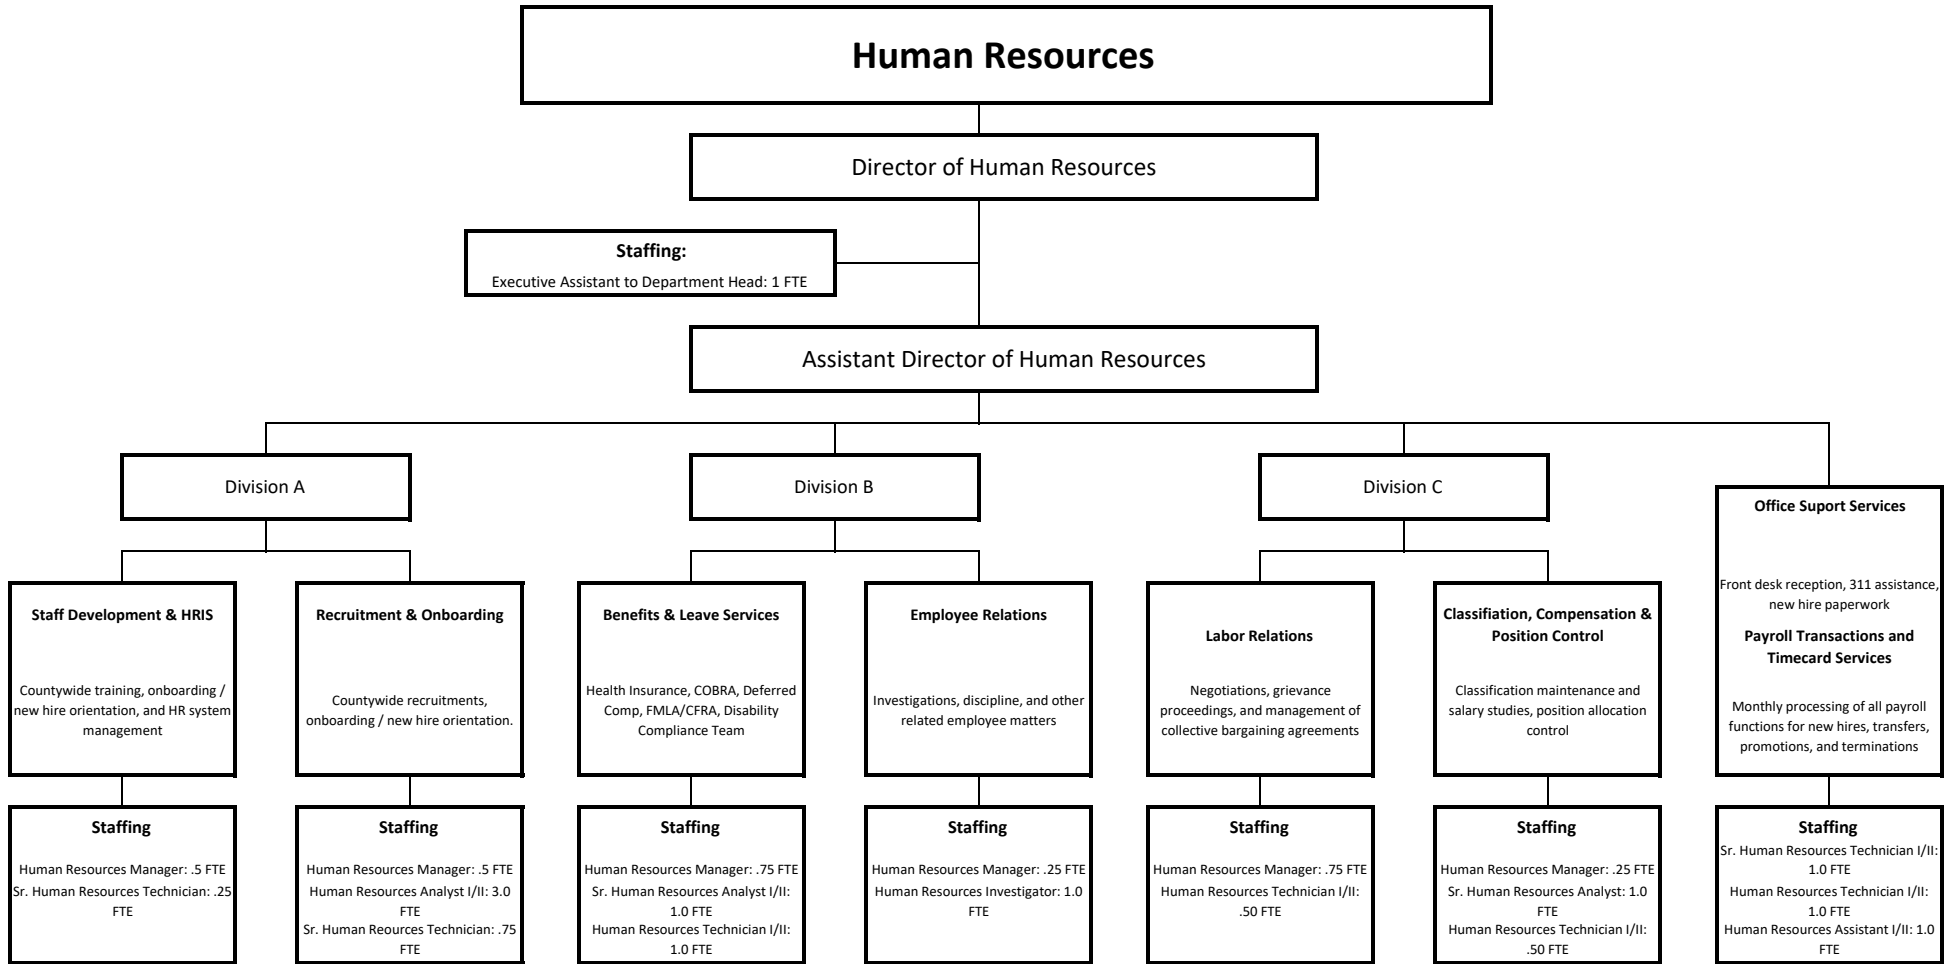 Human Resources
Director of Human Resources
Staffing:
Executive Assistant to Department Head: 1 FTE
Assistant Director of Human Resources
Division A
Division B
Division C
Staff Development & HRIS
Countywide training, onboarding /
new hire orientation, and HR system
management
Recruitment & Onboarding
Countywide recruitments,
onboarding / new hire orientation.
Benefits & Leave Services
Health Insurance, COBRA, Deferred
Comp, FMLA/CFRA, Disability
Compliance Team
Employee Relations
Investigations, discipline, and other
related employee matters
Labor Relations
Negotiations, grievance
proceedings, and management of
collective bargaining agreements
Classifiation, Compensation &
Position Control
Classification maintenance and
salary studies, position allocation
control
Office Suport Services
Front desk reception, 311 assistance,
new hire paperwork
Payroll Transactions and
Timecard Services
Monthly processing of all payroll
functions for new hires, transfers,
promotions, and terminations
Staffing
Human Resources Manager: .5 FTE
Sr. Human Resources Technician: .25
FTE
Staffing
Human Resources Manager: .5 FTE
Human Resources Analyst I/II: 3.0
FTE
Sr. Human Reources Technician: .75
FTE
Staffing
Human Resources Manager: .75 FTE
Sr. Human Resources Analyst I/II:
1.0 FTE
Human Resources Technician I/II:
1.0 FTE
Staffing
Human Resources Manager: .25 FTE
Human Resources Investigator: 1.0
FTE
Staffing
Human Resources Manager: .75 FTE
Human Resources Technician I/II:
.50 FTE
Staffing
Human Resources Manager: .25 FTE
Sr. Human Resources Analyst: 1.0
FTE
Human Resources Technician I/II:
.50 FTE
Staffing
Sr. Human Resources Technician I/II:
1.0 FTE
Human Resources Technician I/II:
1.0 FTE
Human Resources Assistant I/II: 1.0
FTE